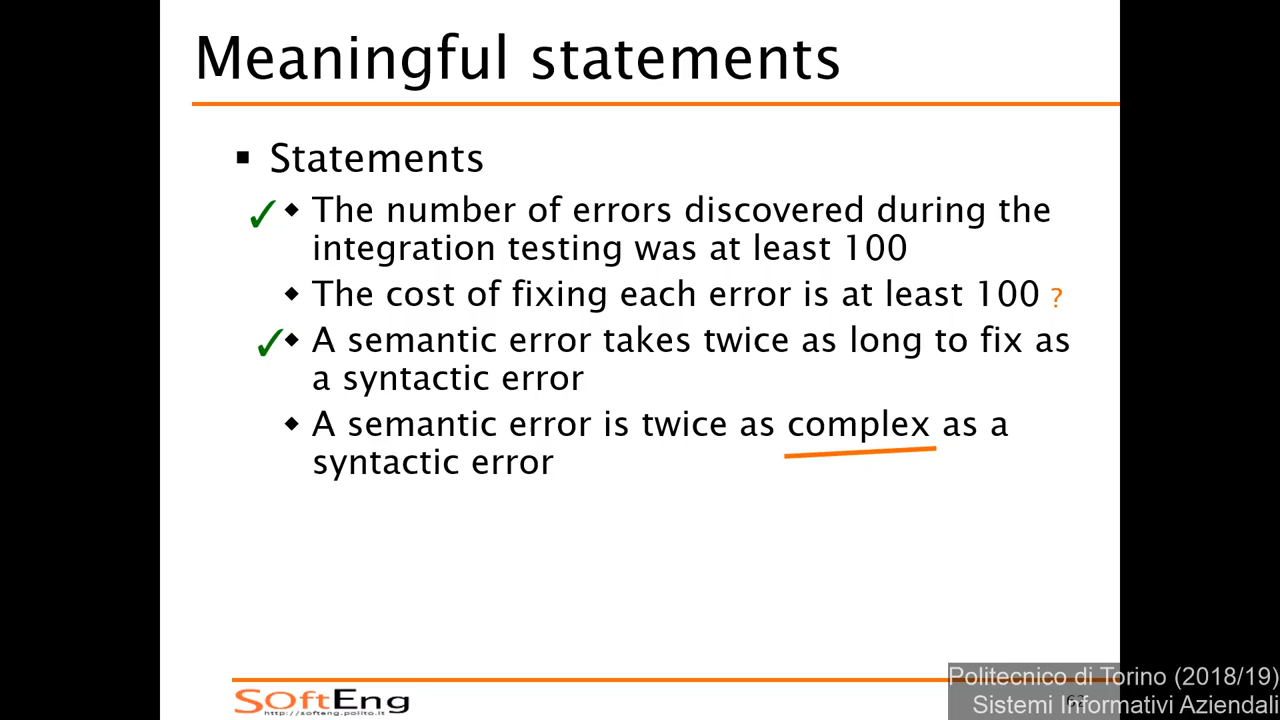 Meaningful statements
Statements
The number of errors discovered during the
integration testing was at least 100
The cost of fixing each error is at least 100 ?
A semantic error takes twice as long to fix as
a syntactic error
A semantic error is twice as complex as a
syntactic error
SoftEng
http://softeng.polito.it
Politecnico di Torino (2018/19)
Sistemi Informativi Aziendali